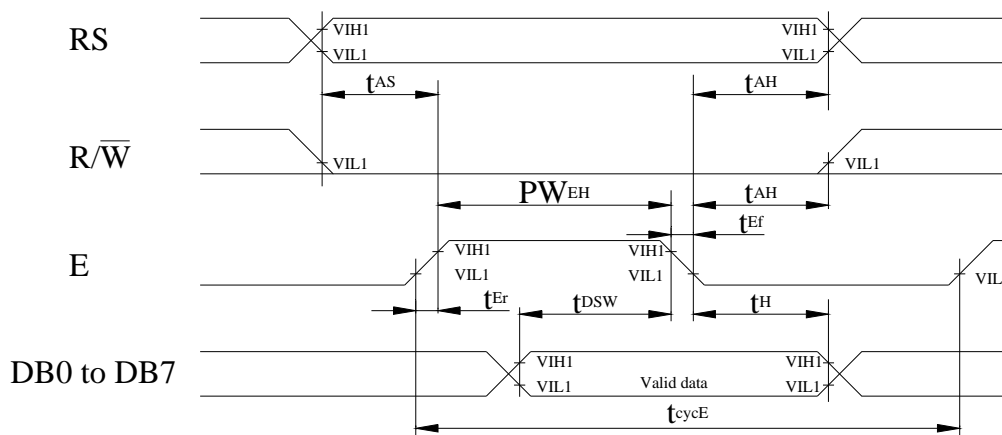 RS
VIH1
VIL1
VIH1
VIL1
tAS
tAH
R/W̅
VIL1
VIL1
PWEH
tAH
tEf
E
VIH1
VIL1
VIH1
VIL1
VIL
tEr
tDSW
tH
DB0 to DB7
VIH1
VIL1
Valid data
VIH1
VIL1
tcycE